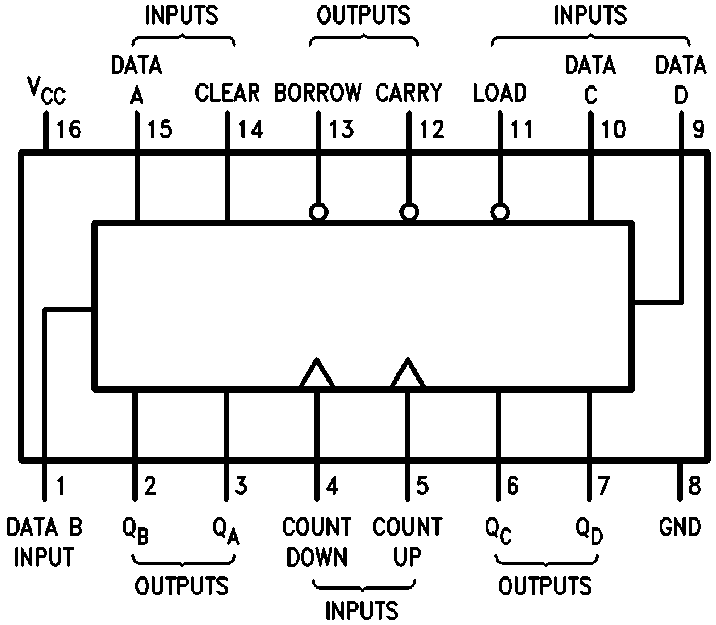 INPUTS OUTPUTS INPUTS
DATA DATA DATA
VCC A CLEAR BORROW CARRY LOAD C D
16 15 14 13 12 11 10 9
1 2 3 4 5 6 7 8
DATA B QB QA COUNT COUNT QC QD GND
INPUT DOWN UP
OUTPUTS OUTPUTS
INPUTS